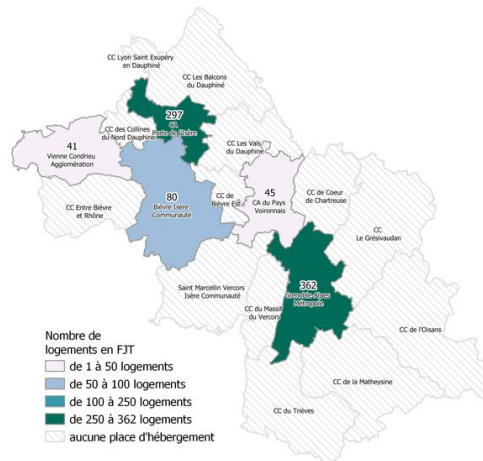 CC Lyon Saint Exupéry
en Dauphiné
CC Les Balcons
du Dauphiné
297
CA
Porte de l'Isère
41
Vienne Condrieu
Agglomération
CC des Collines
du Nord Dauphiné
CC Les Vals
du Dauphiné
80
Bièvre Isère
Communauté
CC de
Bièvre Est
45
CA du Pays
Voironnais
CC de Coeur
de Chartreuse
CC Entre Bièvre
et Rhône
CC
Le Grésivaudan
Saint Marcellin Vercors
Isère Communauté
362
Grenoble-Alpes
Métropole
CC du Massif
du Vercors
CC de l'Oisans
CC de la Matheysine
CC du Trièves
Nombre de
logements en FJT
de 1 à 50 logements
de 50 à 100 logements
de 100 à 250 logements
de 250 à 362 logements
aucune place d'hébergement